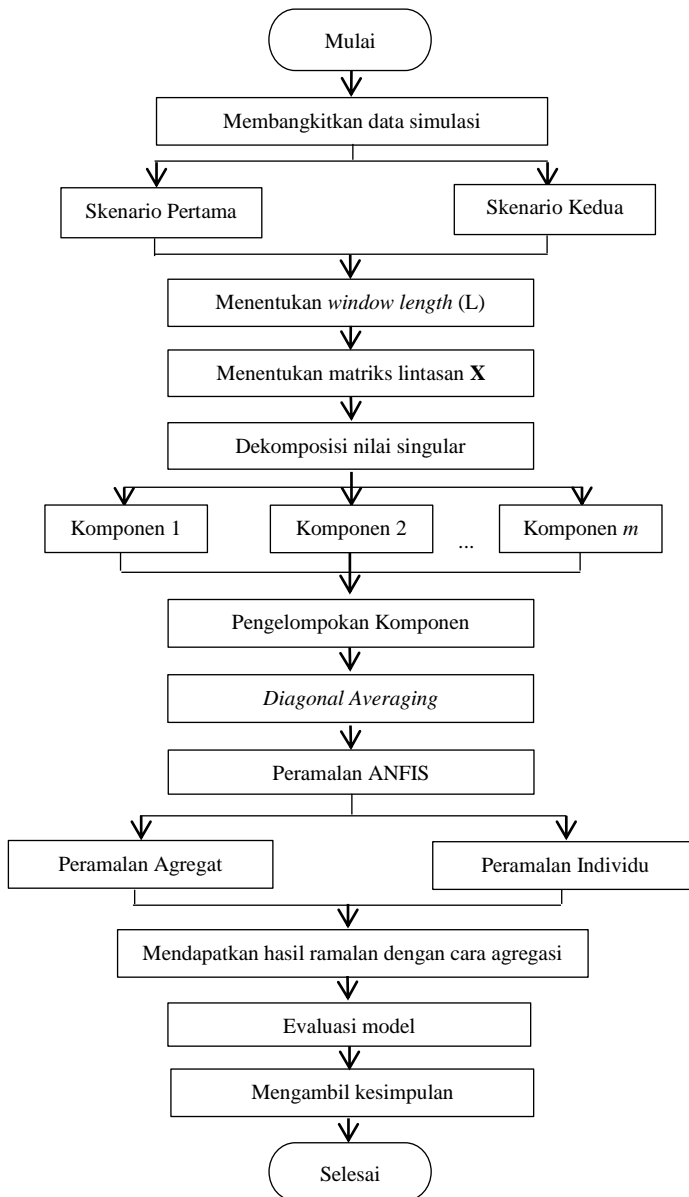 Mulai
Membangkitkan data simulasi
Skenario Pertama
Skenario Kedua
Menentukan window length (L)
Menentukan matriks lintasan X
Dekomposisi nilai singular
Komponen 1
Komponen 2
...
Komponen m
Pengelompokan Komponen
Diagonal Averaging
Peramalan ANFIS
Peramalan Agregat
Peramalan Individu
Mendapatkan hasil ramalan dengan cara agregasi
Evaluasi model
Mengambil kesimpulan
Selesai